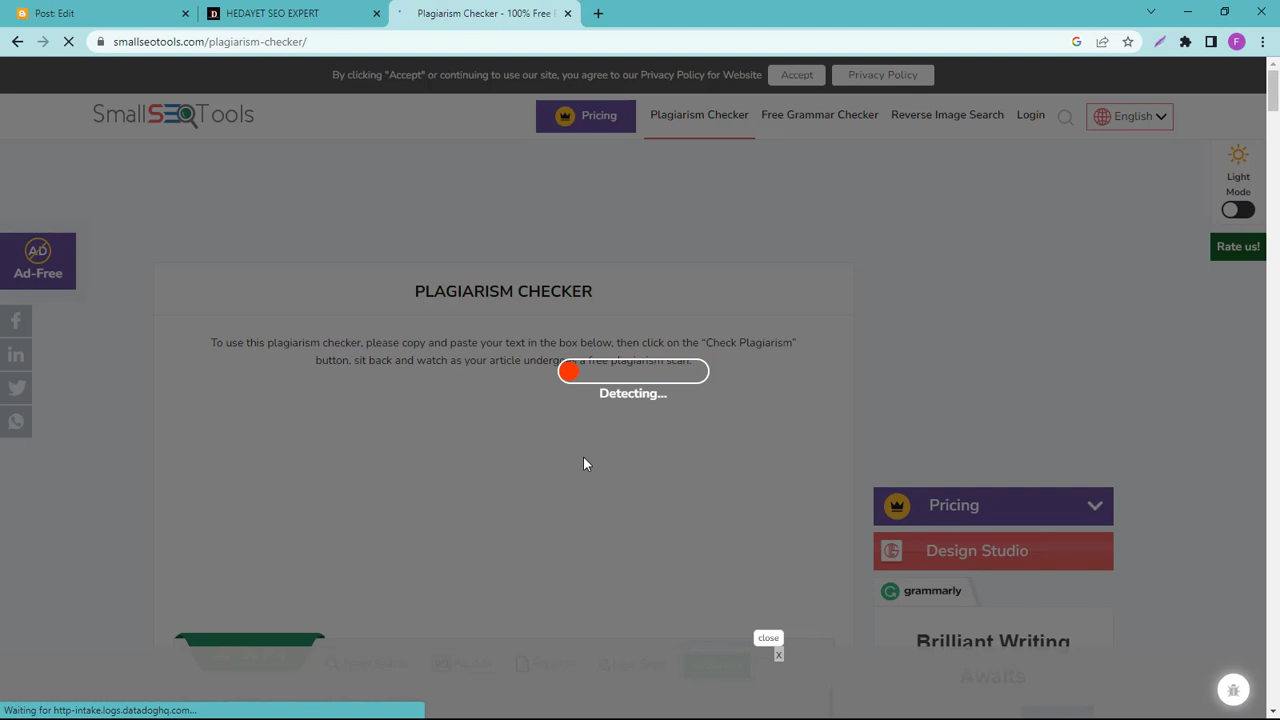 Post: Edit
HEDAYET SEO EXPERT
Plagiarism Checker - 100% Free
smallseotools.com/plagiarism-checker/
F
By clicking "Accept" or continuing to use our site, you agree to our Privacy Policy for Website
Accept
Privacy Policy
SmallSEOTools
Pricing
Plagiarism Checker
Free Grammar Checker
Reverse Image Search
Login
English
Light
Mode
AD
Ad-Free
Rate us!
PLAGIARISM CHECKER
To use this plagiarism checker, please copy and paste your text in the box below, then click on the “Check Plagiarism”
button, sit back and watch as your article undergoes a free plagiarism scan.
Detecting...
Pricing
Design Studio
grammarly
Brilliant Writing
Awaits
close
x
Waiting for http-intake.logs.datadoghq.com...